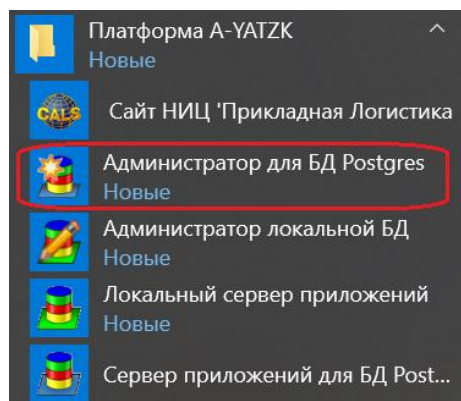 Платформа A-YATZK
Новые
CALS
Сайт НИЦ 'Прикладная Логистика
Администратор для БД Postgres
Новые
Администратор локальной БД
Новые
Локальный сервер приложений
Новые
Сервер приложений для БД Post...